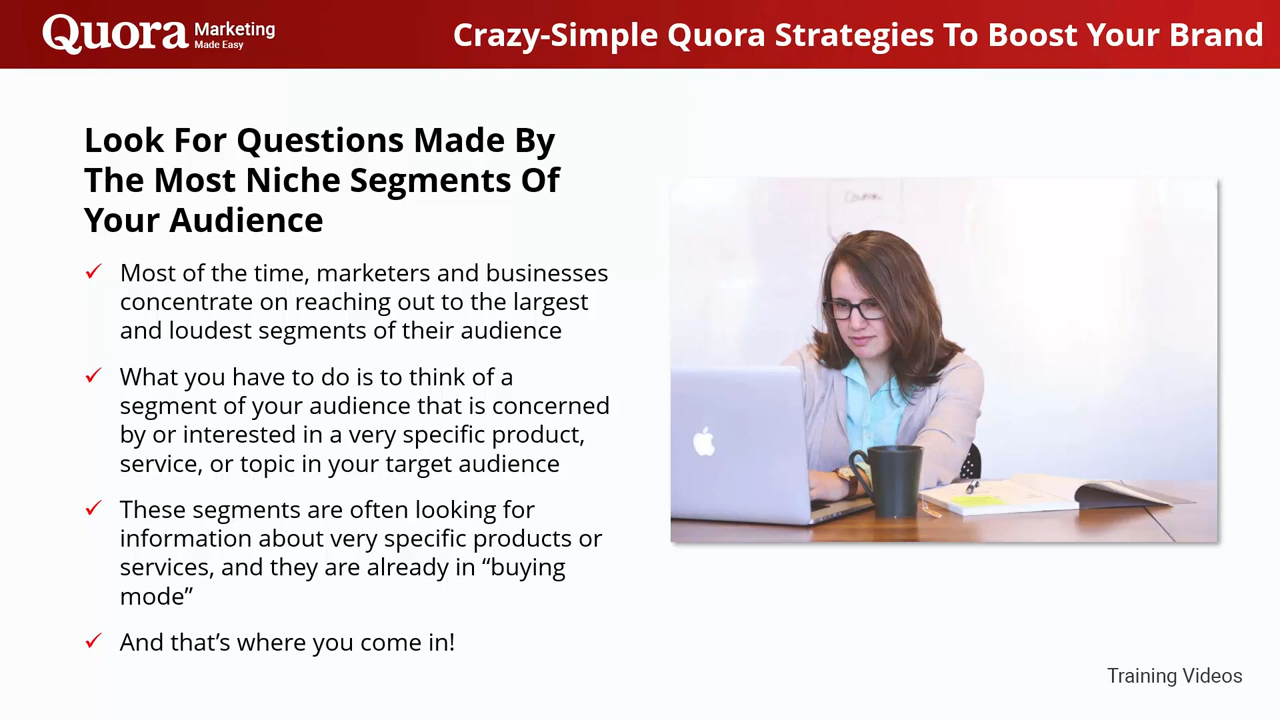 Quora Marketing
Made Easy
Crazy-Simple Quora Strategies To Boost Your Brand
Look For Questions Made By
The Most Niche Segments Of
Your Audience
✓ Most of the time, marketers and businesses
concentrate on reaching out to the largest
and loudest segments of their audience
✓ What you have to do is to think of a
segment of your audience that is concerned
by or interested in a very specific product,
service, or topic in your target audience
✓ These segments are often looking for
information about very specific products or
services, and they are already in “buying
mode”
✓ And that’s where you come in!
Training Videos